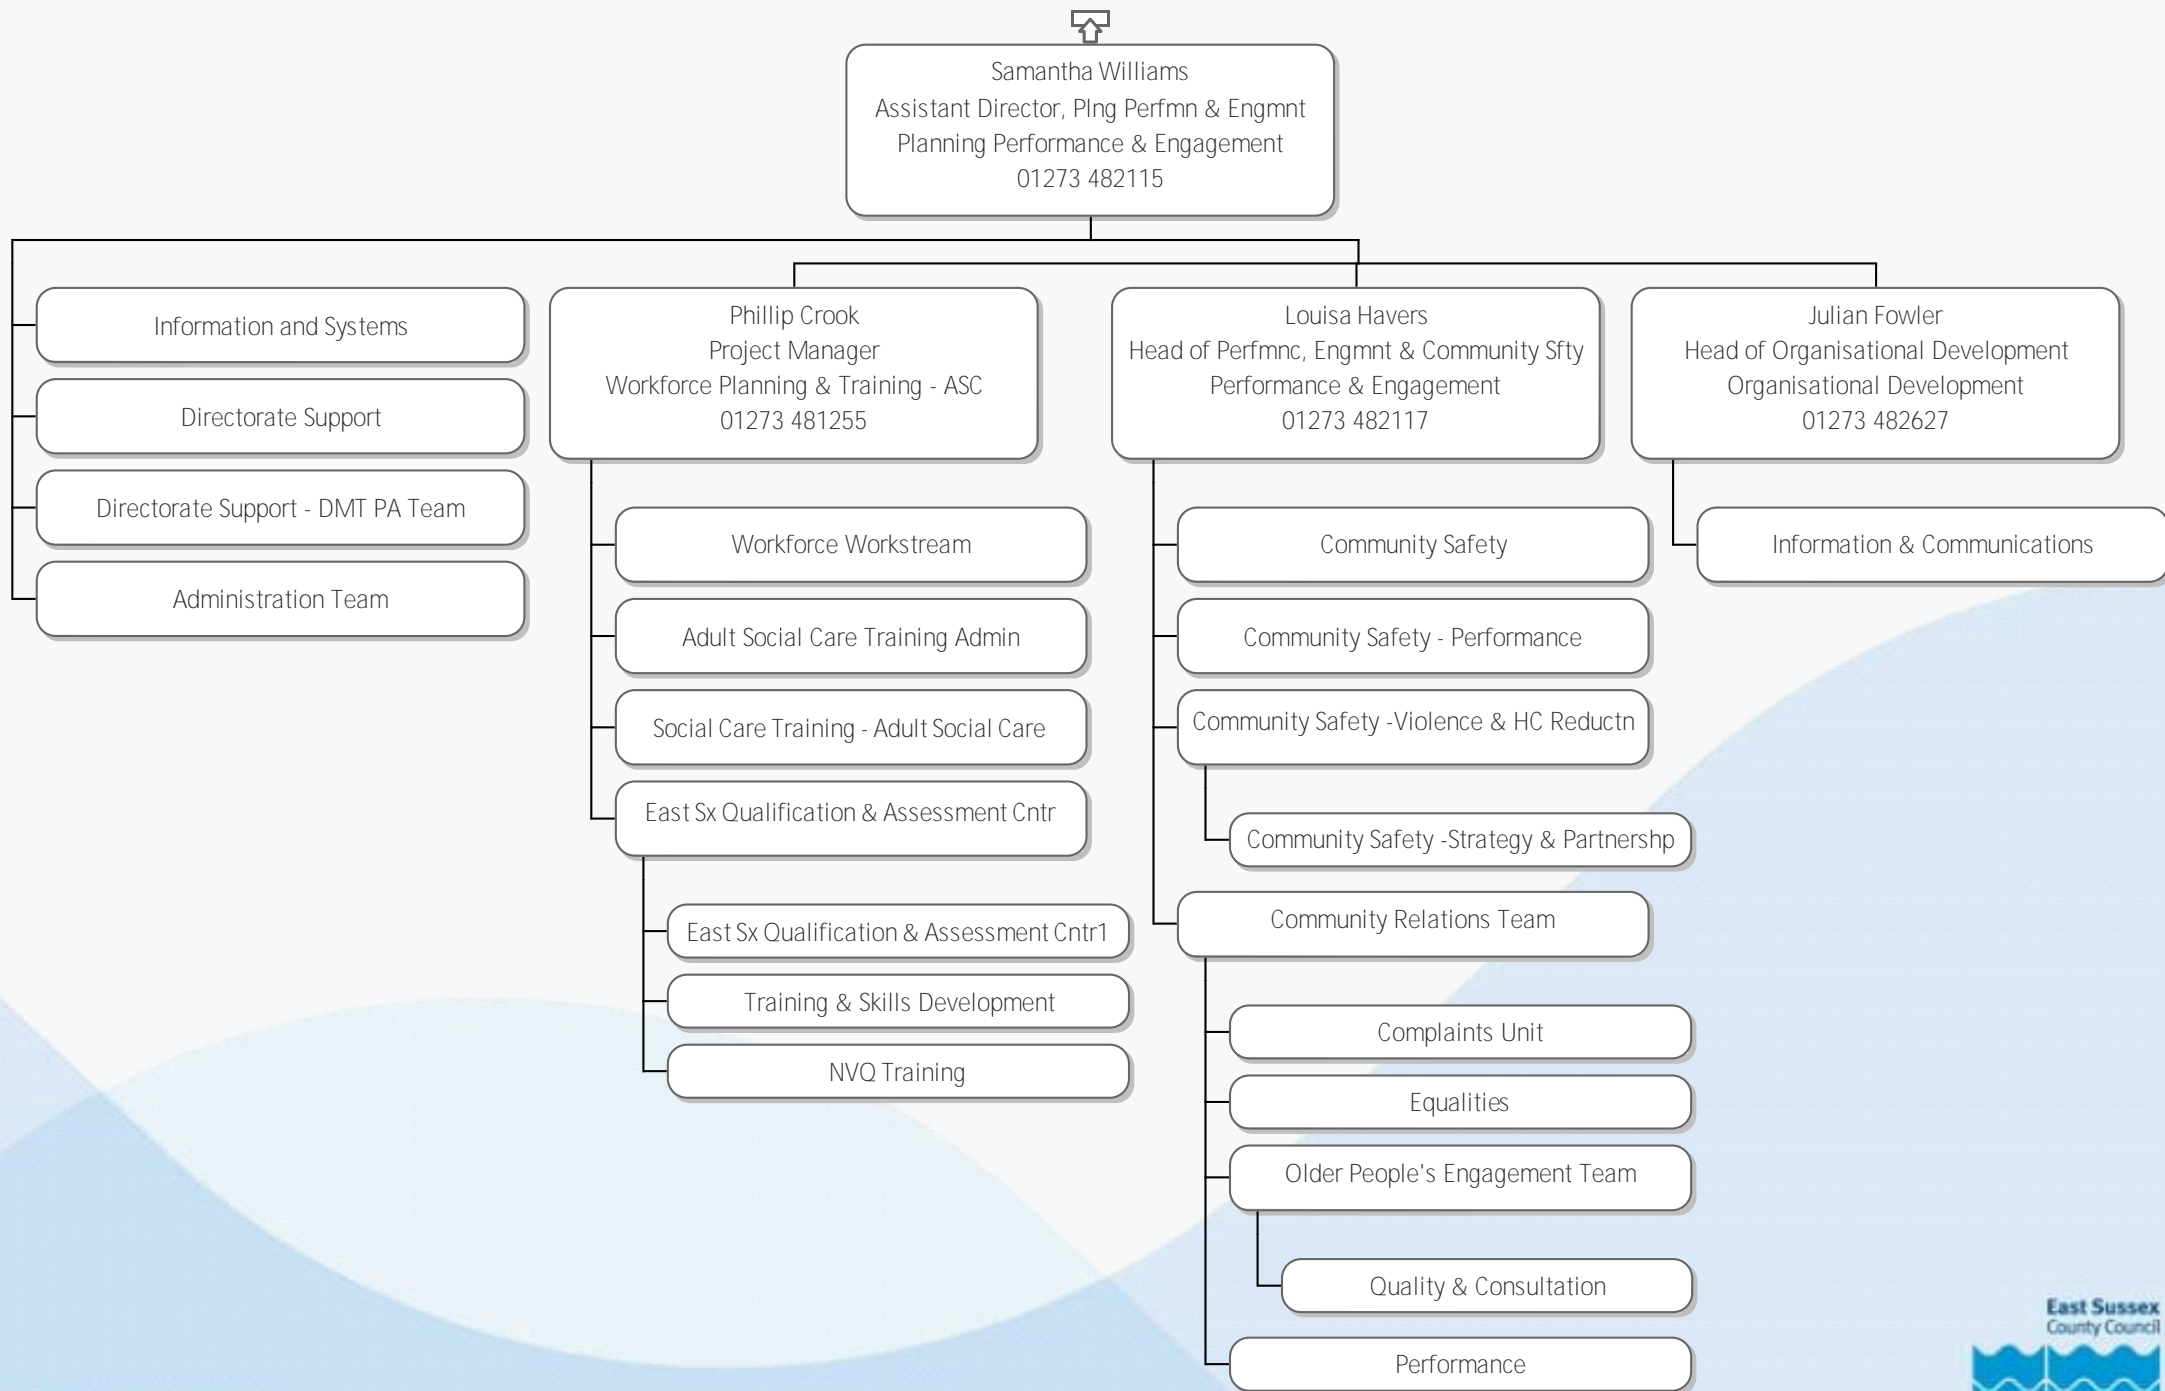 Samantha Williams
Assistant Director, Plng Perfmn & Engmnt
Planning Performance & Engagement
01273 482115
Information and Systems
Directorate Support
Directorate Support - DMT PA Team
Administration Team
Phillip Crook
Project Manager
Workforce Planning & Training - ASC
01273 481255
Workforce Workstream
Adult Social Care Training Admin
Social Care Training - Adult Social Care
East Sx Qualification & Assessment Cntr
East Sx Qualification & Assessment Cntr1
Training & Skills Development
NVQ Training
Louisa Havers
Head of Perfmnc, Engmnt & Community Sfty
Performance & Engagement
01273 482117
Community Safety
Community Safety - Performance
Community Safety -Violence & HC Reductn
Community Safety -Strategy & Partnershp
Community Relations Team
Complaints Unit
Equalities
Older People's Engagement Team
Quality & Consultation
Performance
Julian Fowler
Head of Organisational Development
Organisational Development
01273 482627
Information & Communications
East Sussex
County Council